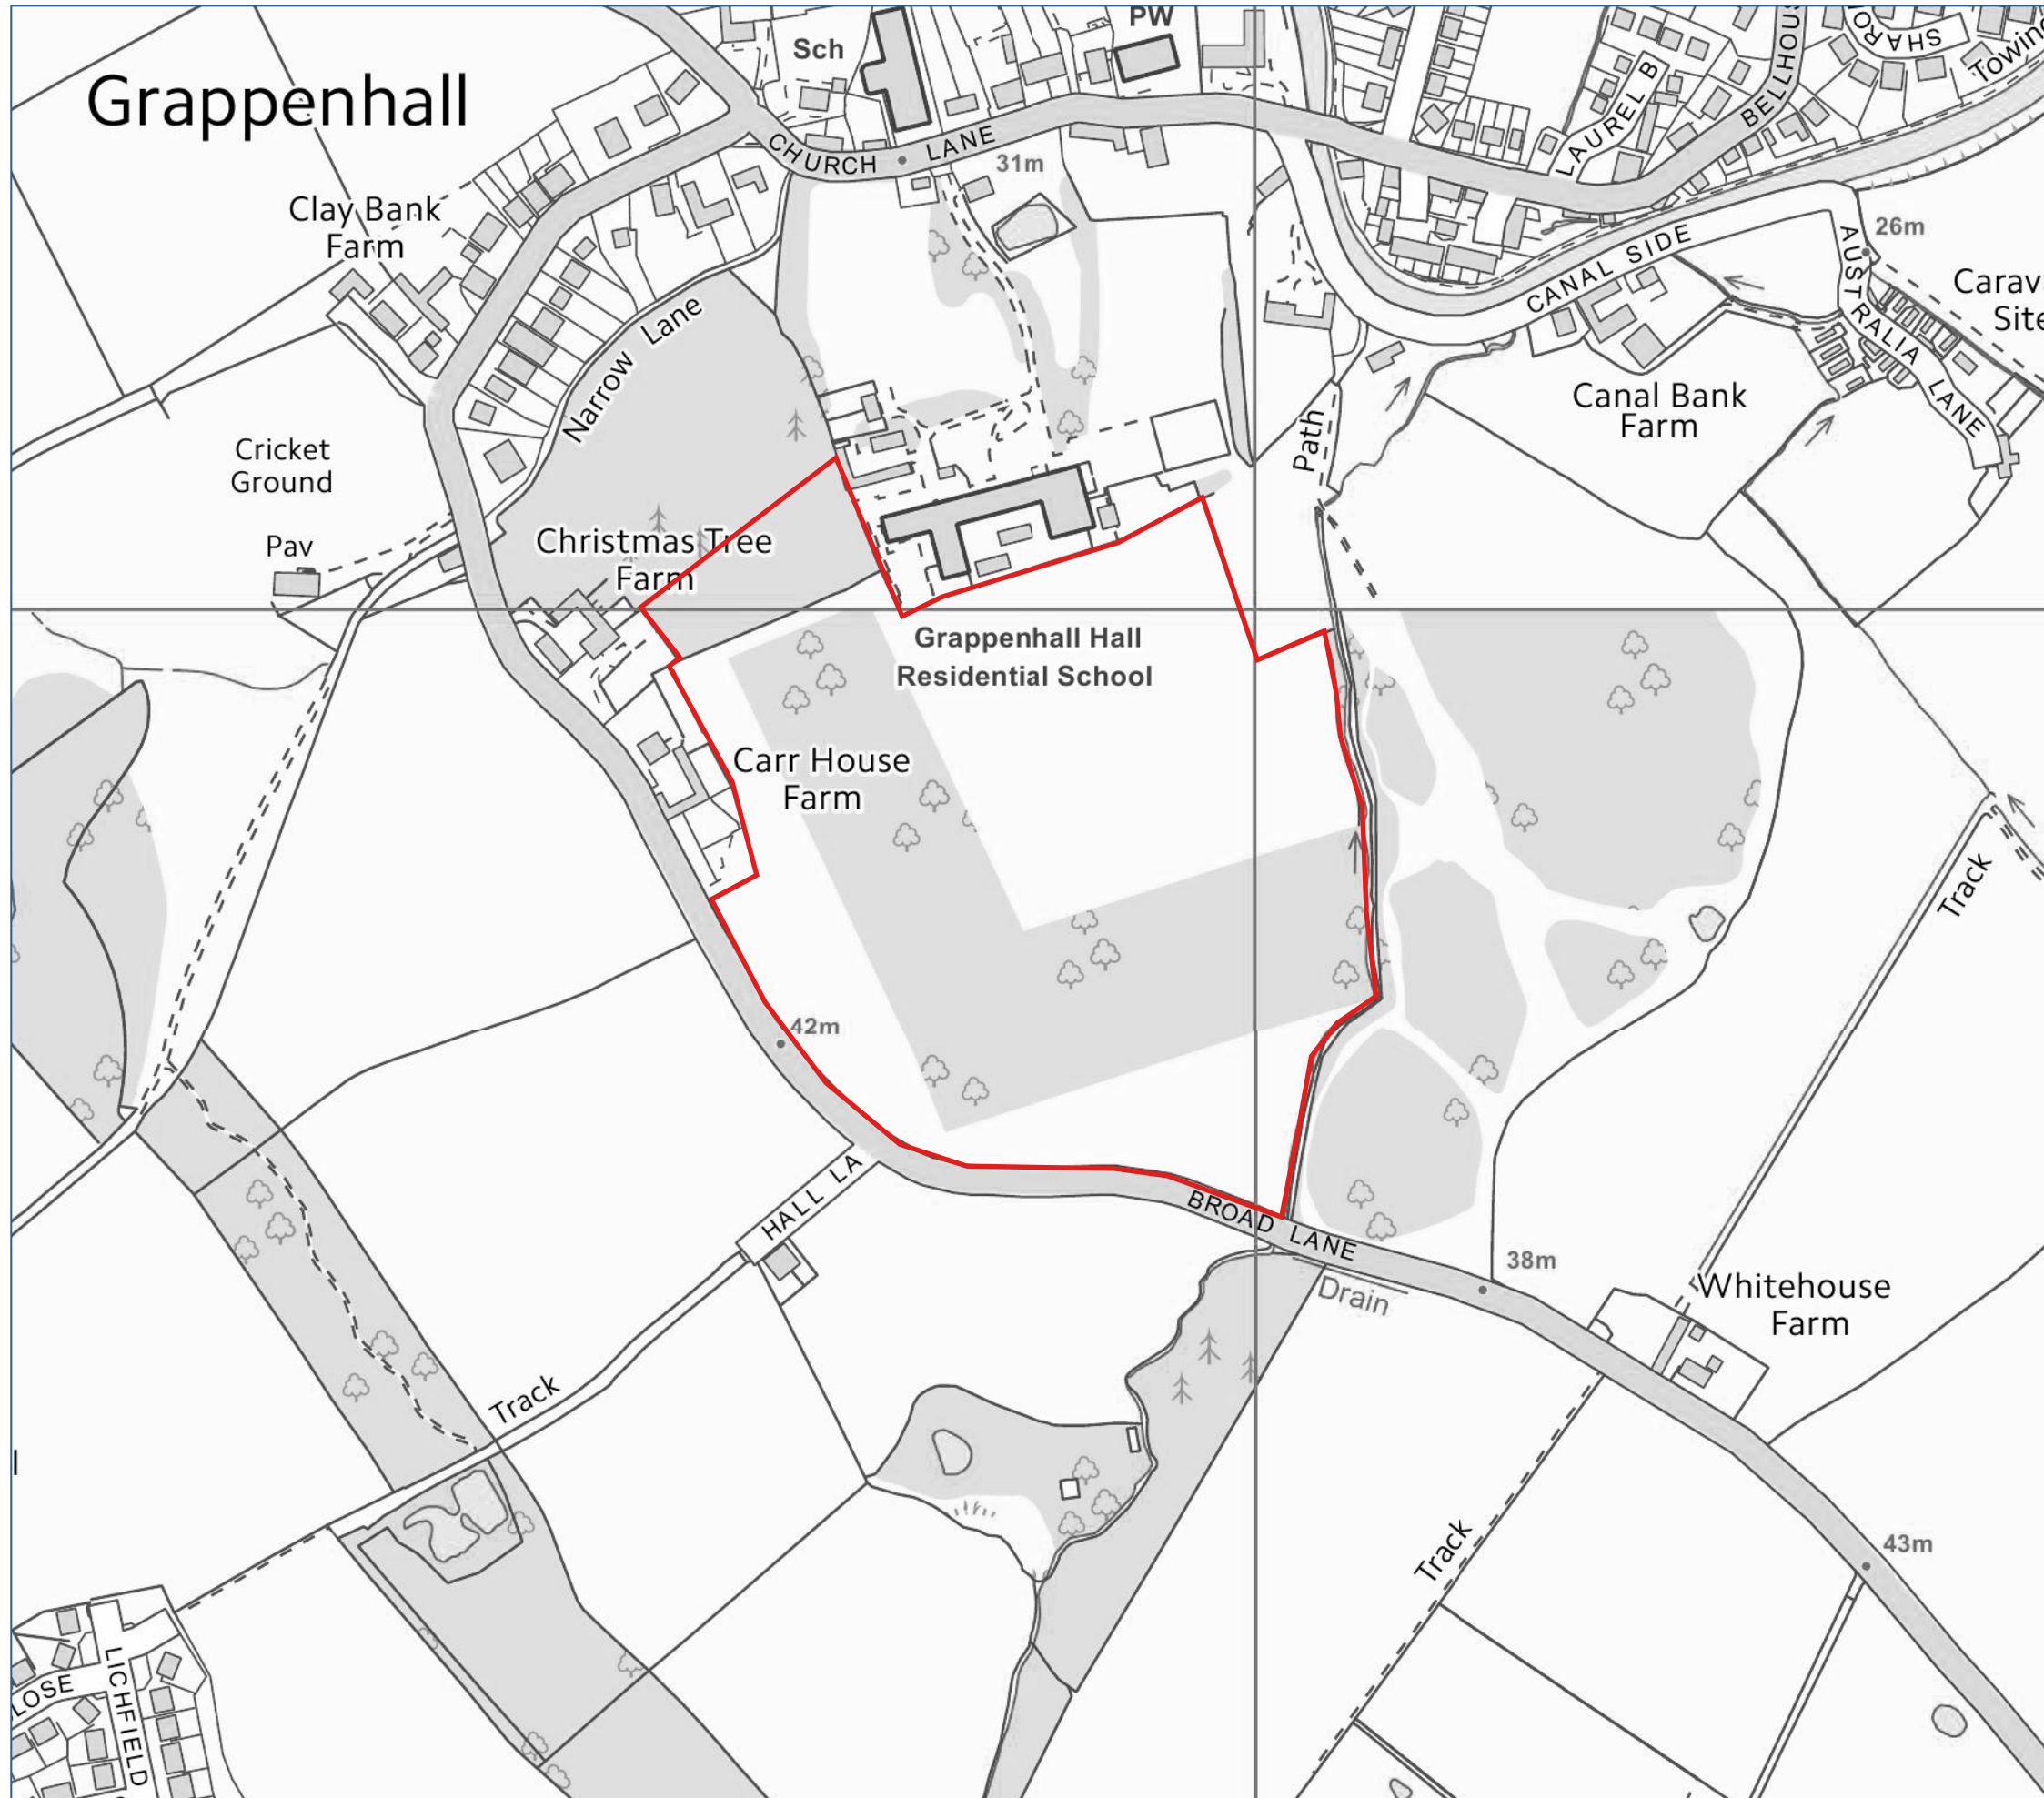 PW
Sch
Grappenhall
CHURCH LANE
31m
LAUREL B
BELLHOUS
SHARO
Towing
Clay Bank
Farm
26m
CANAL SIDE
AUSTRALIA LANE
Carav
Site
Narrow Lane
Canal Bank
Farm
Path
Cricket
Ground
Pav
Christmas Tree
Farm
Grappenhall Hall
Residential School
Carr House
Farm
Track
42m
HALL LA
BROAD LANE
38m
Drain
Whitehouse
Farm
Track
Track
43m
LOSE
LICHFIELD